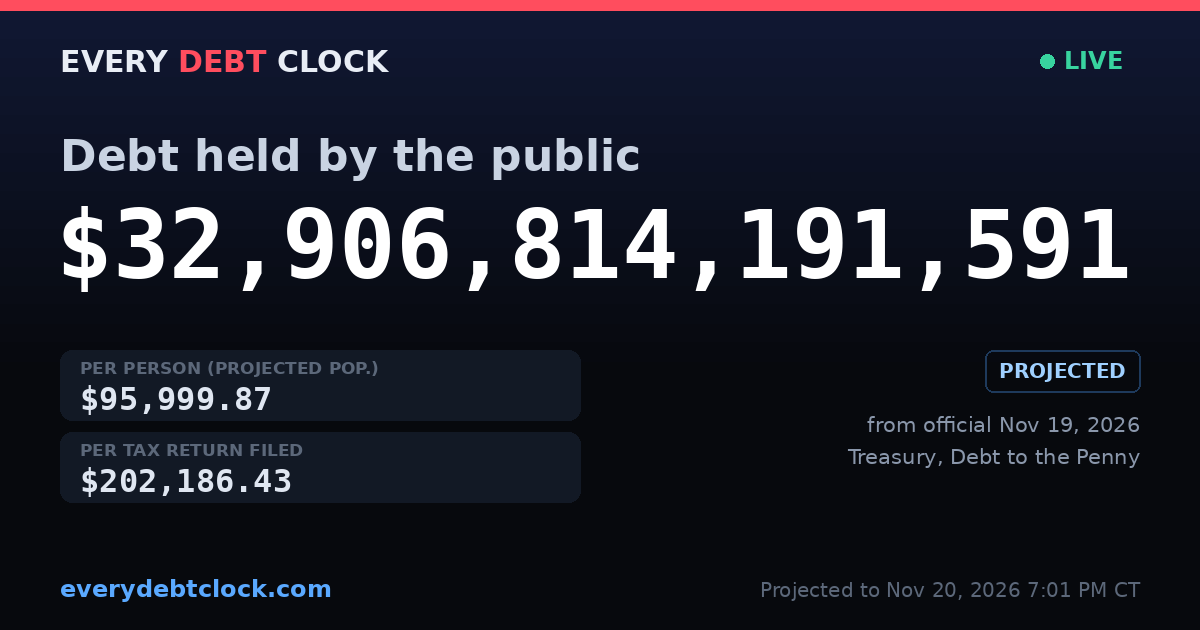 EVERY DEBT CLOCK
LIVE
Debt held by the public
$32,906,814,191,591
PER PERSON (PROJECTED POP.)
$95,999.87
PER TAX RETURN FILED
$202,186.43
PROJECTED
from official Nov 19, 2026
Treasury, Debt to the Penny
everydebtclock.com
Projected to Nov 20, 2026 7:01 PM CT